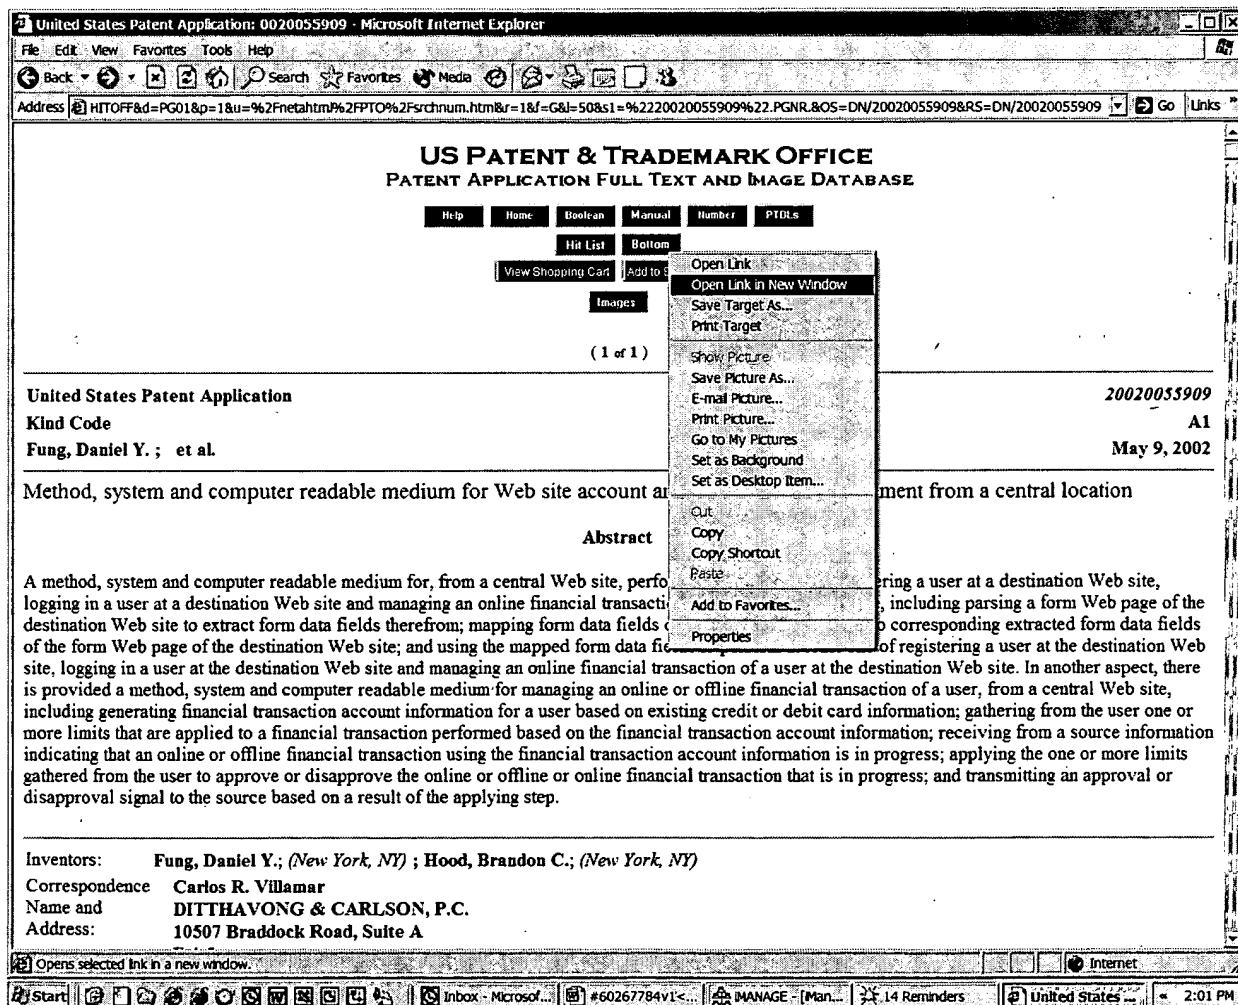 United States Patent Application: 0020055909 - Microsoft Internet Explorer
File Edit View Favorites Tools Help
Back Search Favorites Media
Address HITOFF&d=PG01&p=1&u=%2Fnetahtml%2FPTO%2Fsrchnum.htm&r=1&f=G&l=50&s1=%2220020055909%22.PGNR.&OS=DN/20020055909&RS=DN/20020055909 Go Links
US PATENT & TRADEMARK OFFICE
PATENT APPLICATION FULL TEXT AND IMAGE DATABASE
Help Home Boolean Manual Number PTDLs
Hit List Bottom
View Shopping Cart Add to S
Images
(1 of 1)
Open Link
Open Link in New Window
Save Target As...
Print Target
Show Picture
Save Picture As...
E-mail Picture...
Print Picture...
Go to My Pictures
Set as Background
Set as Desktop Item...
Cut
Copy
Copy Shortcut
Paste
Add to Favorites...
Properties
United States Patent Application 20020055909
Kind Code A1
Fung, Daniel Y. ; et al. May 9, 2002
Method, system and computer readable medium for Web site account ment from a central location
Abstract
A method, system and computer readable medium for, from a central Web site, perfo ring a user at a destination Web site,
logging in a user at a destination Web site and managing an online financial transacti , including parsing a form Web page of the
destination Web site to extract form data fields therefrom; mapping form data fields o corresponding extracted form data fields
of the form Web page of the destination Web site; and using the mapped form data fie of registering a user at the destination Web
site, logging in a user at the destination Web site and managing an online financial transaction of a user at the destination Web site. In another aspect, there
is provided a method, system and computer readable medium for managing an online or offline financial transaction of a user, from a central Web site,
including generating financial transaction account information for a user based on existing credit or debit card information; gathering from the user one or
more limits that are applied to a financial transaction performed based on the financial transaction account information; receiving from a source information
indicating that an online or offline financial transaction using the financial transaction account information is in progress; applying the one or more limits
gathered from the user to approve or disapprove the online or offline or online financial transaction that is in progress; and transmitting an approval or
disapproval signal to the source based on a result of the applying step.
Inventors: Fung, Daniel Y.; (New York, NY) ; Hood, Brandon C.; (New York, NY)
Correspondence Carlos R. Villamar
Name and DITTHAVONG & CARLSON, P.C.
Address: 10507 Braddock Road, Suite A
Opens selected link in a new window. Internet
Start Inbox - Microsof... #60267784v1<... iMANAGE - [Man... 14 Reminders United States ... 2:01 PM